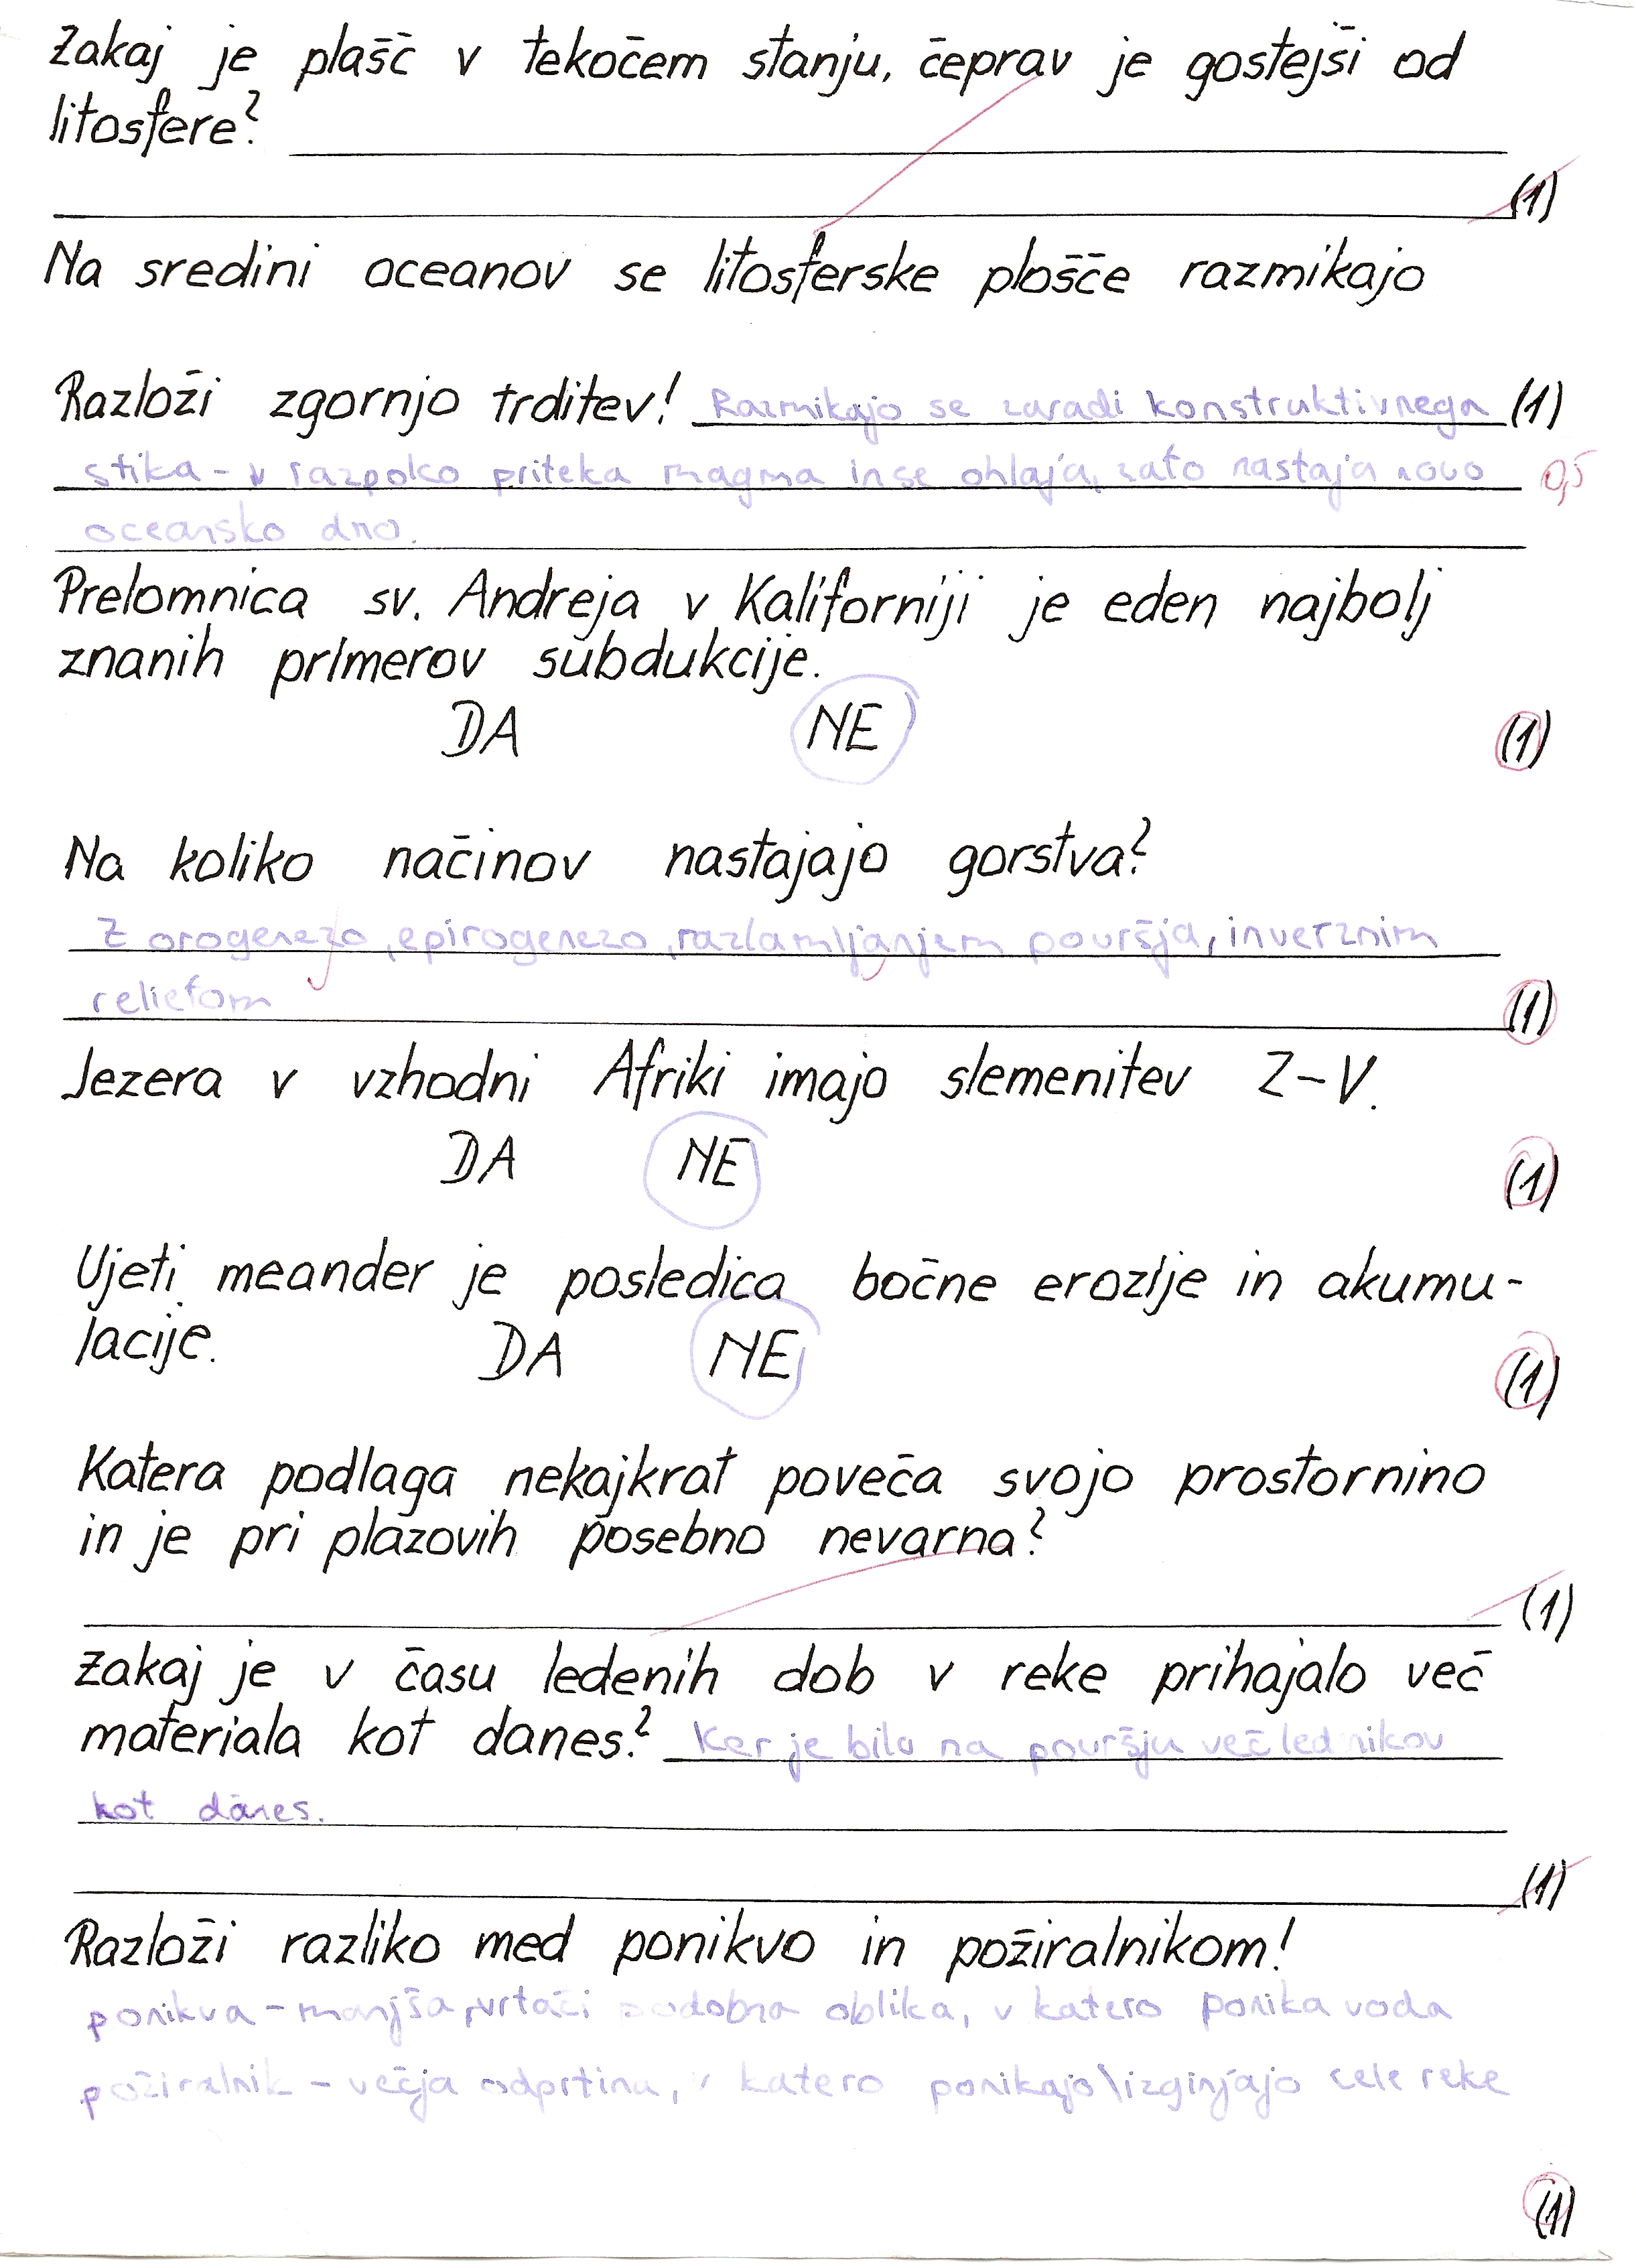 Zakaj je plašč v tekočem stanju, čeprav je gostejši od
litosfere?
(1)
Na sredini oceanov se litosferske plošče razmikajo
Razloži zgornjo trditev! Razmikajo se zaradi konstruktivnega (1)
stika - v razpoko priteka magma in se ohlaja, zato nastaja novo 0,5
oceansko dno.
Prelomnica sv. Andreja v Kaliforniji je eden najbolj
znanih primerov subdukcije.
DA NE (1)
Na koliko načinov nastajajo gorstva?
Z orogenezo, epirogenezo, razlamljanjem površja, inverznim
reliefom (1)
Jezera v vzhodni Afriki imajo slemenitev Z-V.
DA NE (1)
Ujeti meander je posledica bočne erozije in akumu-
lacije. DA NE (1)
Katera podlaga nekajkrat poveča svojo prostornino
in je pri plazovih posebno nevarna?
(1)
Zakaj je v času ledenih dob v reke prihajalo več
materiala kot danes? Ker je bilo na površju več lednikov
kot danes.
(1)
Razloži razliko med ponikvo in požiralnikom!
ponikva - manjša, vrtači podobna oblika, v katero ponika voda
požiralnik - večja odprtina, v katero ponikajo\izginjajo cele reke
(1)